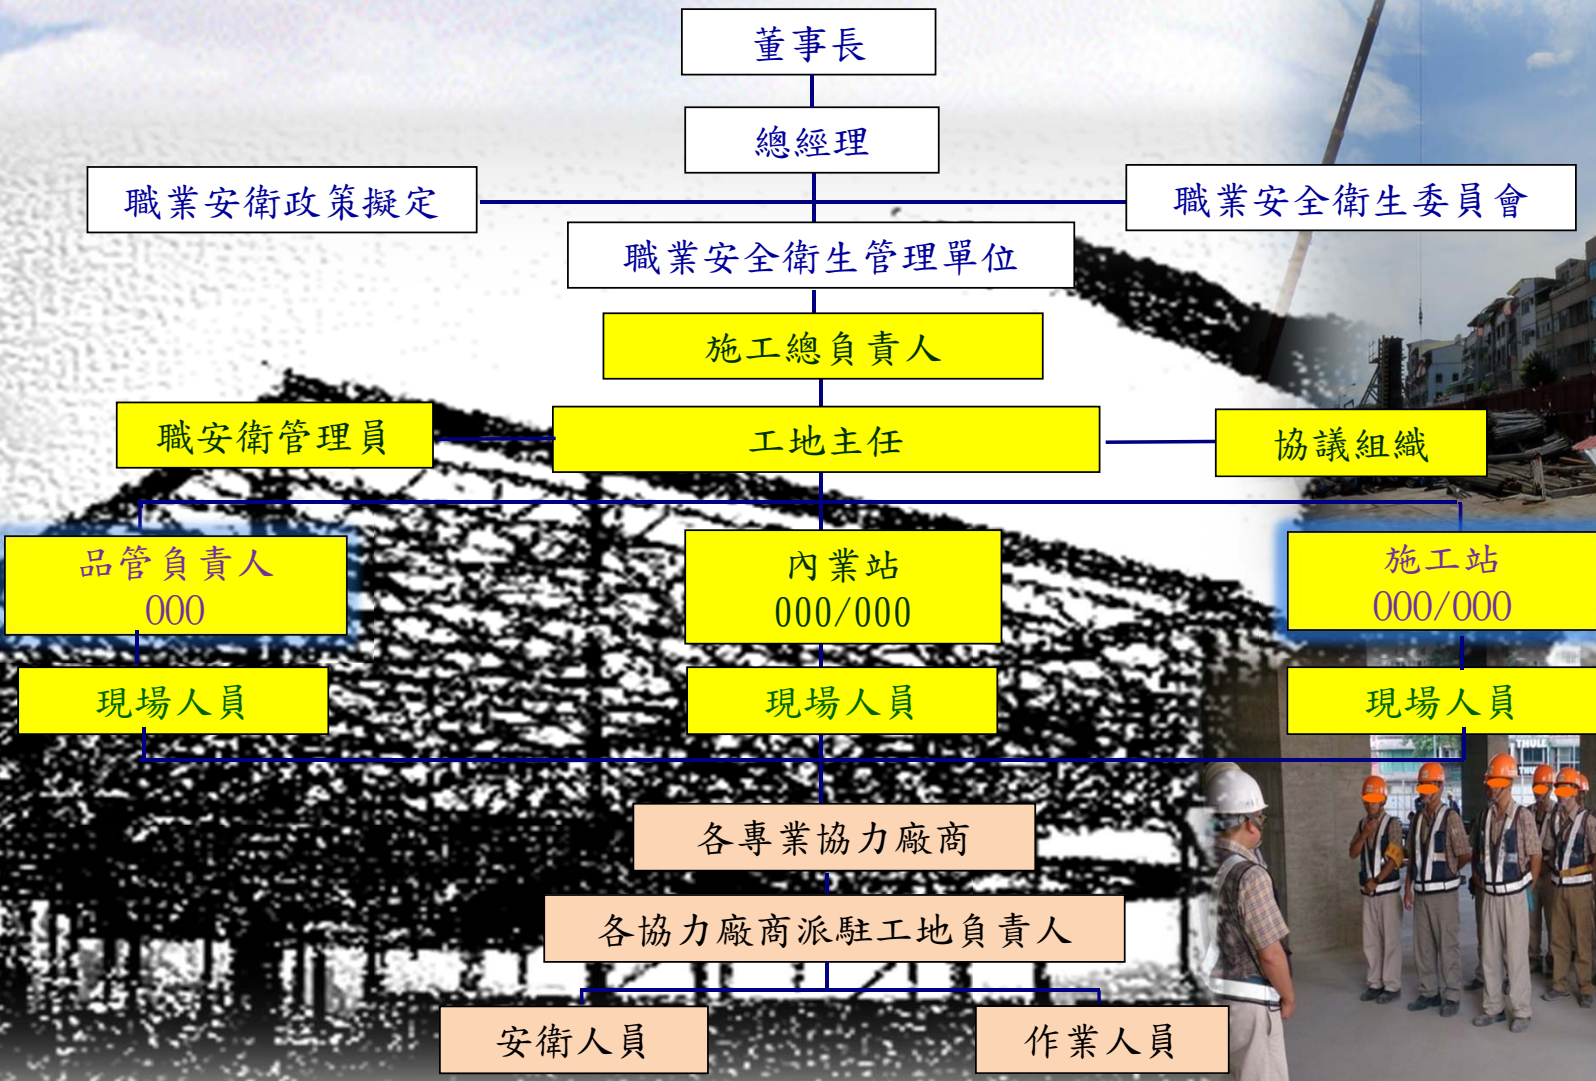 董事長
總經理
職業安衛政策擬定
職業安全衛生委員會
職業安全衛生管理單位
施工總負責人
職安衛管理員
工地主任
協議組織
品管負責人
000
內業站
000/000
施工站
000/000
現場人員
現場人員
現場人員
THULE
各專業協力廠商
各協力廠商派駐工地負責人
安衛人員
作業人員